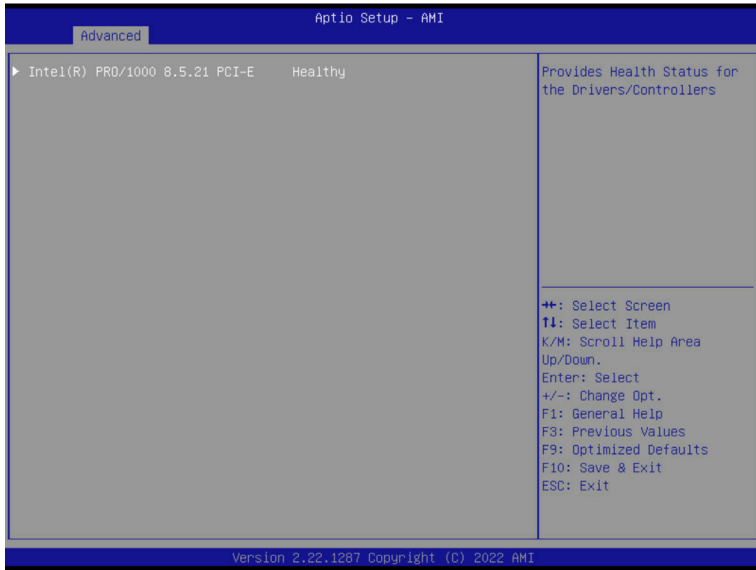 Aptio Setup - AMI
Advanced
▶ Intel(R) PRO/1000 8.5.21 PCI-E Healthy
Provides Health Status for
the Drivers/Controllers
→←: Select Screen
↑↓: Select Item
K/M: Scroll Help Area
Up/Down.
Enter: Select
+/-: Change Opt.
F1: General Help
F3: Previous Values
F9: Optimized Defaults
F10: Save & Exit
ESC: Exit
Version 2.22.1287 Copyright (C) 2022 AMI